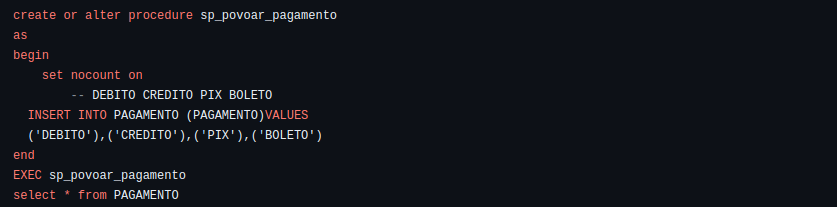 create or alter procedure sp_povoar_pagamento
as
begin
    set nocount on
        -- DEBITO CREDITO PIX BOLETO
  INSERT INTO PAGAMENTO (PAGAMENTO)VALUES
  ('DEBITO'),('CREDITO'),('PIX'),('BOLETO')
end
EXEC sp_povoar_pagamento
select * from PAGAMENTO